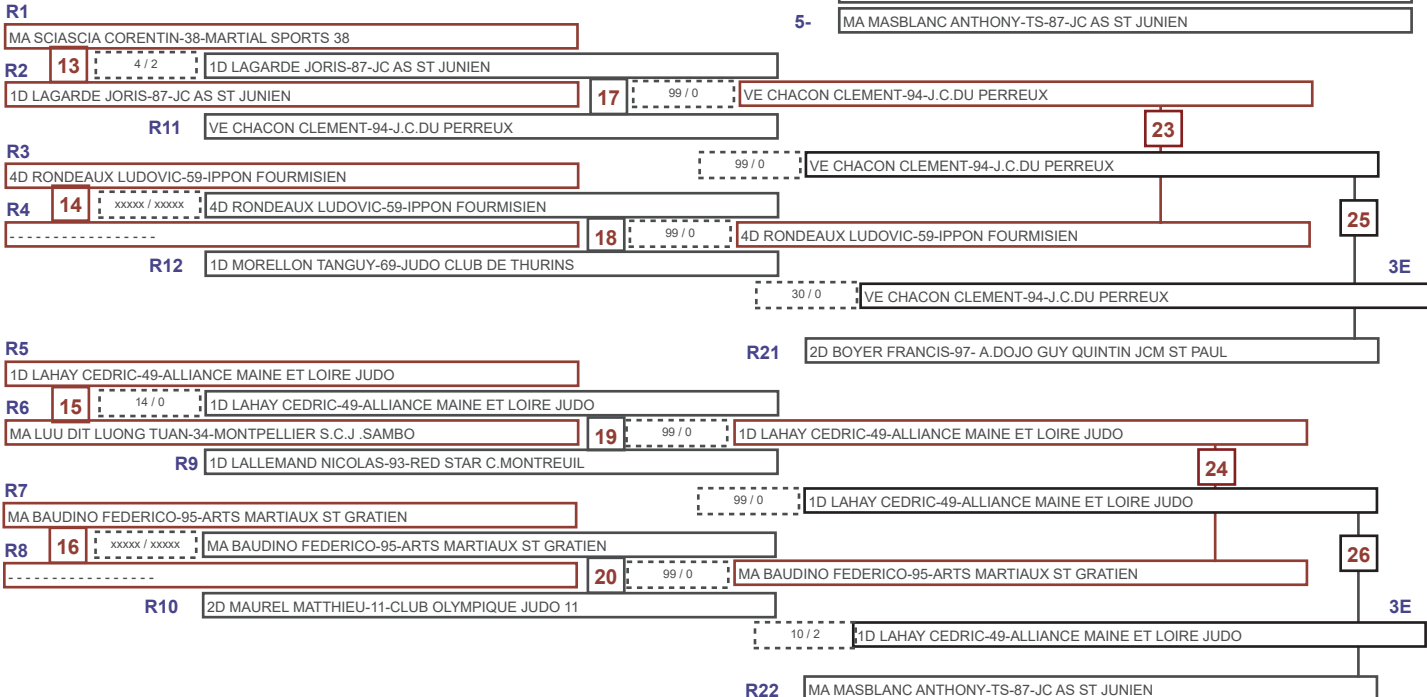 R1
5- MA MASBLANC ANTHONY-TS-87-JC AS ST JUNIEN
MA SCIASCIA CORENTIN-38-MARTIAL SPORTS 38
R2 13 4 / 2 1D LAGARDE JORIS-87-JC AS ST JUNIEN
1D LAGARDE JORIS-87-JC AS ST JUNIEN 17 99 / 0 VE CHACON CLEMENT-94-J.C.DU PERREUX
R11 VE CHACON CLEMENT-94-J.C.DU PERREUX 23
R3
99 / 0 VE CHACON CLEMENT-94-J.C.DU PERREUX
4D RONDEAUX LUDOVIC-59-IPPON FOURMISIEN
R4 14 xxxxx / xxxxx 4D RONDEAUX LUDOVIC-59-IPPON FOURMISIEN 25
- - - - - - - - - - - - - - - - - 18 99 / 0 4D RONDEAUX LUDOVIC-59-IPPON FOURMISIEN
R12 1D MORELLON TANGUY-69-JUDO CLUB DE THURINS 3E
30 / 0 VE CHACON CLEMENT-94-J.C.DU PERREUX
R5
R21 2D BOYER FRANCIS-97- A.DOJO GUY QUINTIN JCM ST PAUL
1D LAHAY CEDRIC-49-ALLIANCE MAINE ET LOIRE JUDO
R6 15 14 / 0 1D LAHAY CEDRIC-49-ALLIANCE MAINE ET LOIRE JUDO
MA LUU DIT LUONG TUAN-34-MONTPELLIER S.C.J .SAMBO 19 99 / 0 1D LAHAY CEDRIC-49-ALLIANCE MAINE ET LOIRE JUDO
R9 1D LALLEMAND NICOLAS-93-RED STAR C.MONTREUIL 24
R7
99 / 0 1D LAHAY CEDRIC-49-ALLIANCE MAINE ET LOIRE JUDO
MA BAUDINO FEDERICO-95-ARTS MARTIAUX ST GRATIEN
R8 16 xxxxx / xxxxx MA BAUDINO FEDERICO-95-ARTS MARTIAUX ST GRATIEN 26
- - - - - - - - - - - - - - - - - 20 99 / 0 MA BAUDINO FEDERICO-95-ARTS MARTIAUX ST GRATIEN
R10 2D MAUREL MATTHIEU-11-CLUB OLYMPIQUE JUDO 11 3E
10 / 2 1D LAHAY CEDRIC-49-ALLIANCE MAINE ET LOIRE JUDO
R22 MA MASBLANC ANTHONY-TS-87-JC AS ST JUNIEN